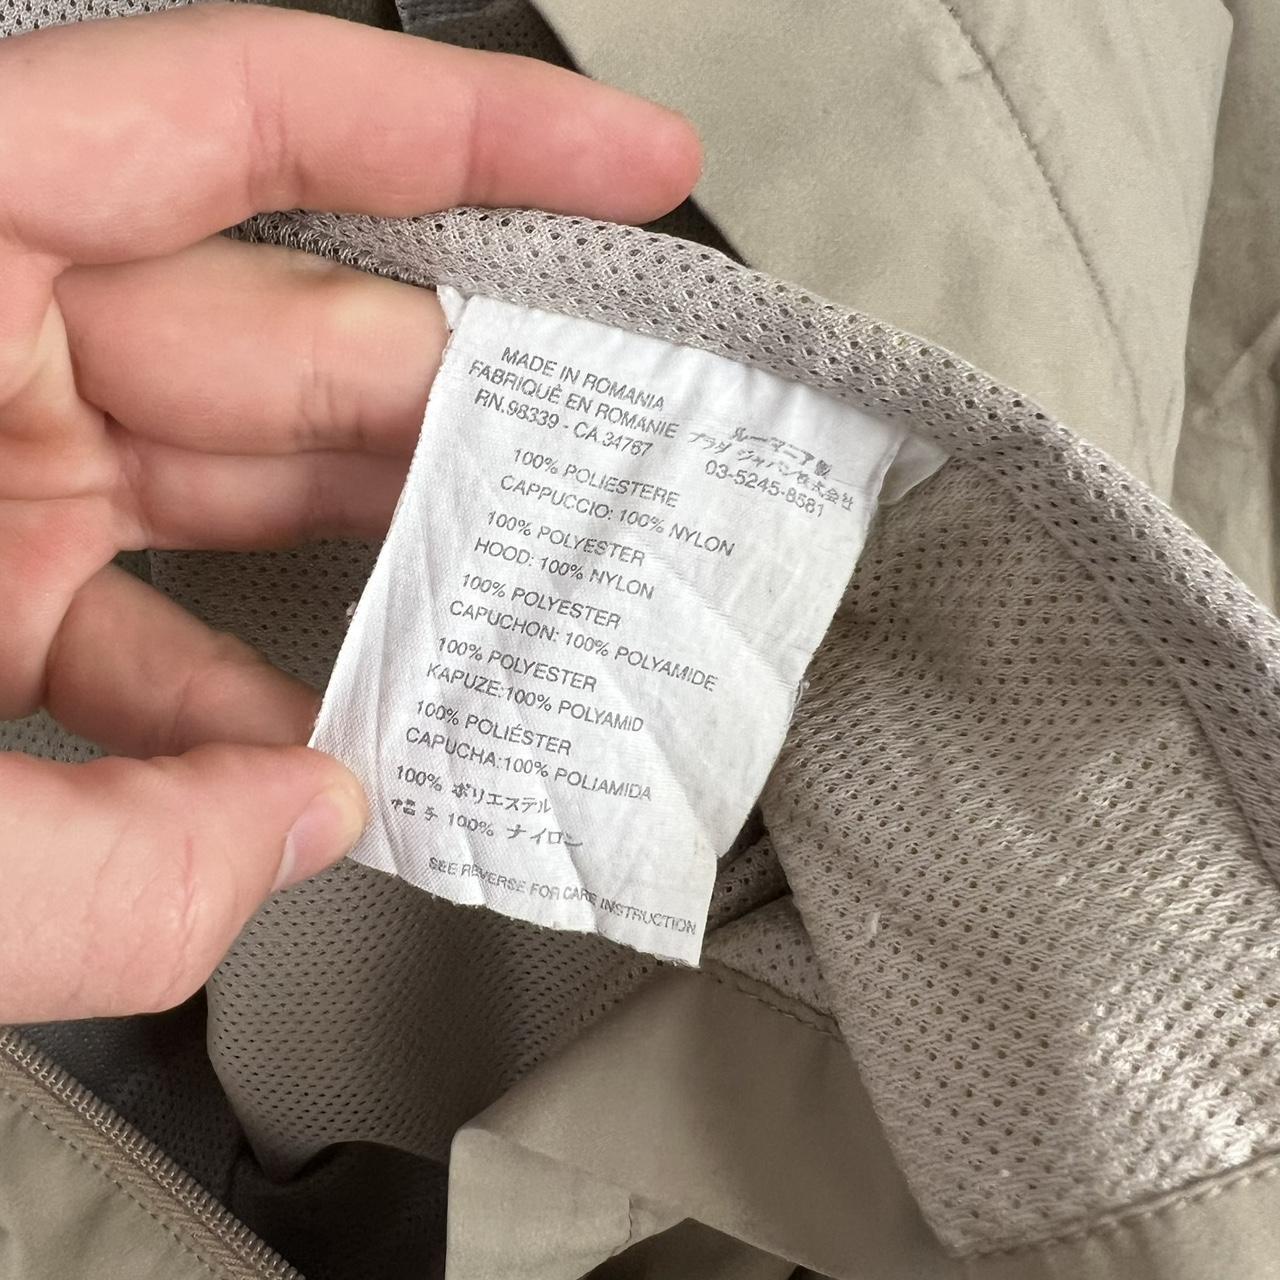 MADE IN ROMANIA
FABRIQUÉ EN ROMANIE
RN.98339 - CA.34767
ルーマニア製
プラダ ジャパン株式会社
03-5245-8581
100% POLIESTERE
CAPPUCCIO: 100% NYLON
100% POLYESTER
HOOD: 100% NYLON
100% POLYESTER
CAPUCHON: 100% POLYAMIDE
100% POLYESTER
KAPUZE:100% POLYAMID
100% POLIÉSTER
CAPUCHA:100% POLIAMIDA
100% ポリエステル
100% ナイロン
SEE REVERSE FOR CARE INSTRUCTION